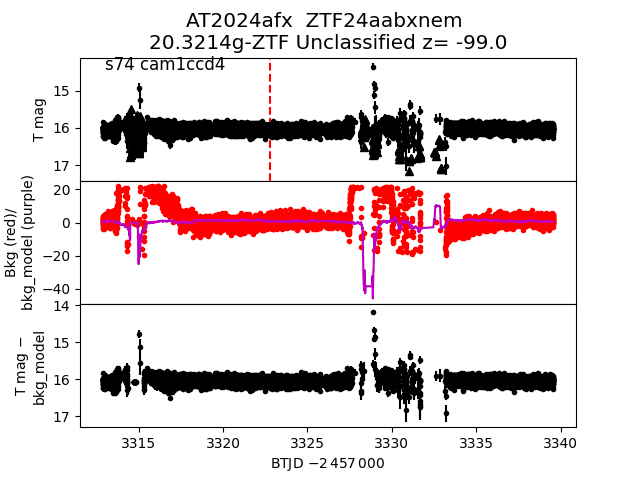 AT2024afx  ZTF24aabxnem
20.3214g-ZTF Unclassified z= -99.0
s74 cam1ccd4
T mag
15
16
17
Bkg (red)/
bkg_model (purple)
20
0
−20
−40
T mag −
bkg_model
14
15
16
17
3315
3320
3325
3330
3335
3340
BTJD −2 457 000